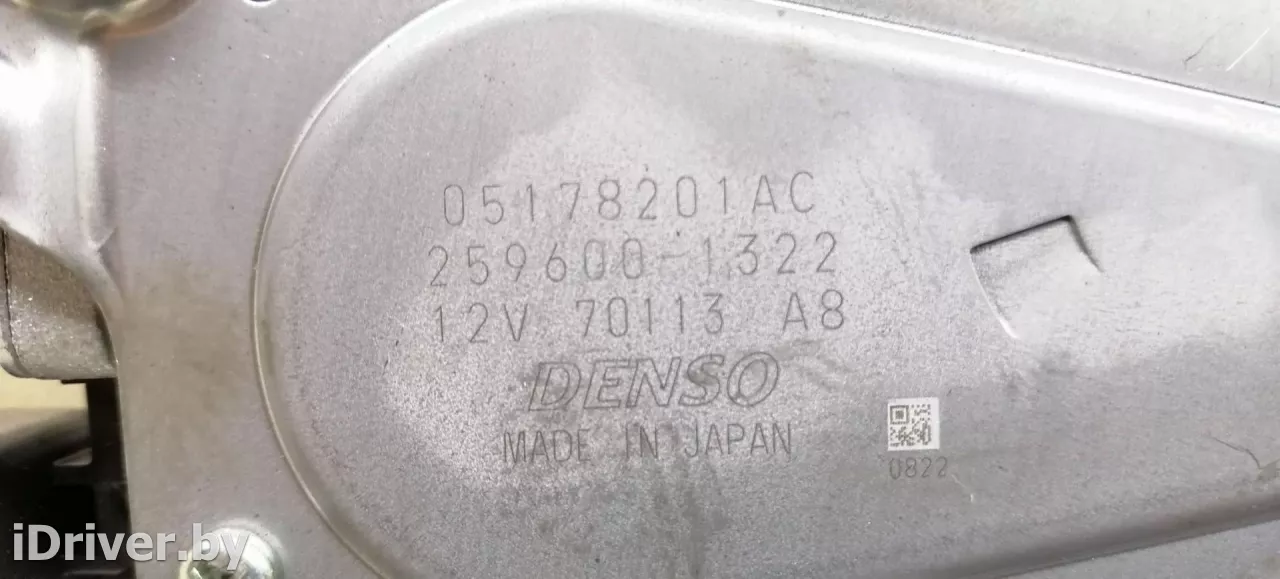 05178201AC
259600-1322
12V 70113 A8
DENSO
MADE IN JAPAN
0822
iDriver.by